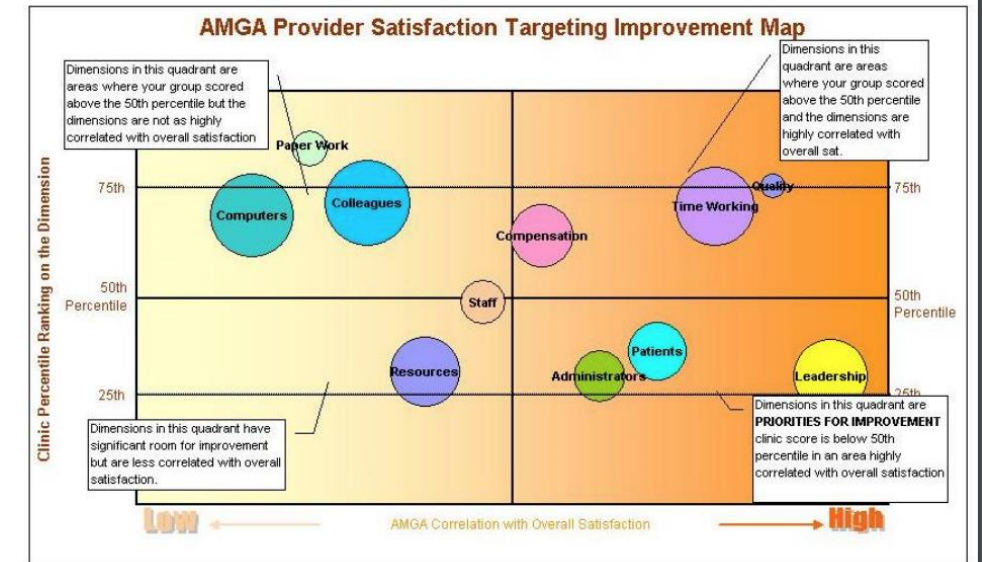 AMGA Provider Satisfaction Targeting Improvement Map
Dimensions in this quadrant are
areas where your group scored
above the 50th percentile but the
dimensions are not as highly
correlated with overall satisfaction
Dimensions in this
quadrant are areas
where your group scored
above the 50th percentile
and the dimensions are
highly correlated with
overall sat.
Clinic Percentile Ranking on the Dimension
Paper Work
75th
75th
Quality
Computers
Colleagues
Time Working
Compensation
50th
Percentile
50th
Percentile
Staff
Resources
Administrators
Patients
Leadership
25th
25th
Dimensions in this quadrant have
significant room for improvement
but are less correlated with overall
satisfaction.
Dimensions in this quadrant are
PRIORITIES FOR IMPROVEMENT
clinic score is below 50th
percentile in an area highly
correlated with overall satisfaction
Low
AMGA Correlation with Overall Satisfaction
High